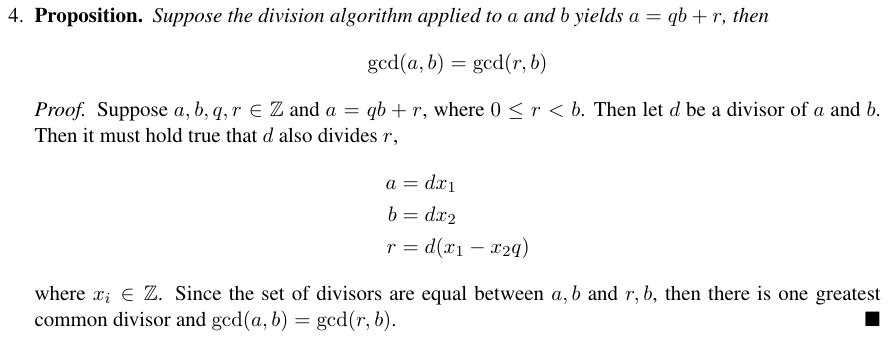 4. Proposition. Suppose the division algorithm applied to a and b yields a = qb + r, then
gcd(a, b) = gcd(r, b)
Proof. Suppose a, b, q, r ∈ ℤ and a = qb + r, where 0 ≤ r < b. Then let d be a divisor of a and b.
Then it must hold true that d also divides r,
a = dx₁
b = dx₂
r = d(x₁ − x₂q)
where xᵢ ∈ ℤ. Since the set of divisors are equal between a, b and r, b, then there is one greatest
common divisor and gcd(a, b) = gcd(r, b). ■